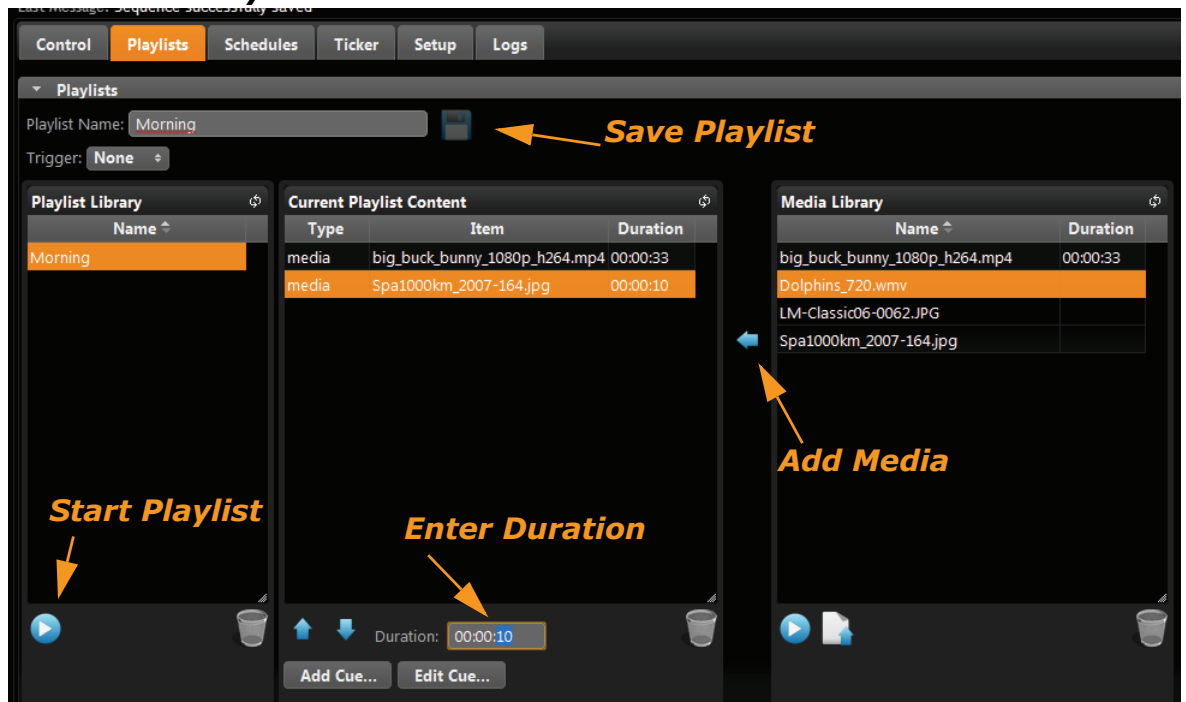 Last Message: Sequence successfully saved
Control Playlists Schedules Ticker Setup Logs
Playlists
Playlist Name: Morning
Save Playlist
Trigger: None
Playlist Library
Name
Morning
Current Playlist Content
Type Item Duration
media big_buck_bunny_1080p_h264.mp4 00:00:33
media Spa1000km_2007-164.jpg 00:00:10
Media Library
Name Duration
big_buck_bunny_1080p_h264.mp4 00:00:33
Dolphins_720.wmv
LM-Classic06-0062.JPG
Spa1000km_2007-164.jpg
Add Media
Start Playlist
Enter Duration
Duration: 00:00:10
Add Cue... Edit Cue...